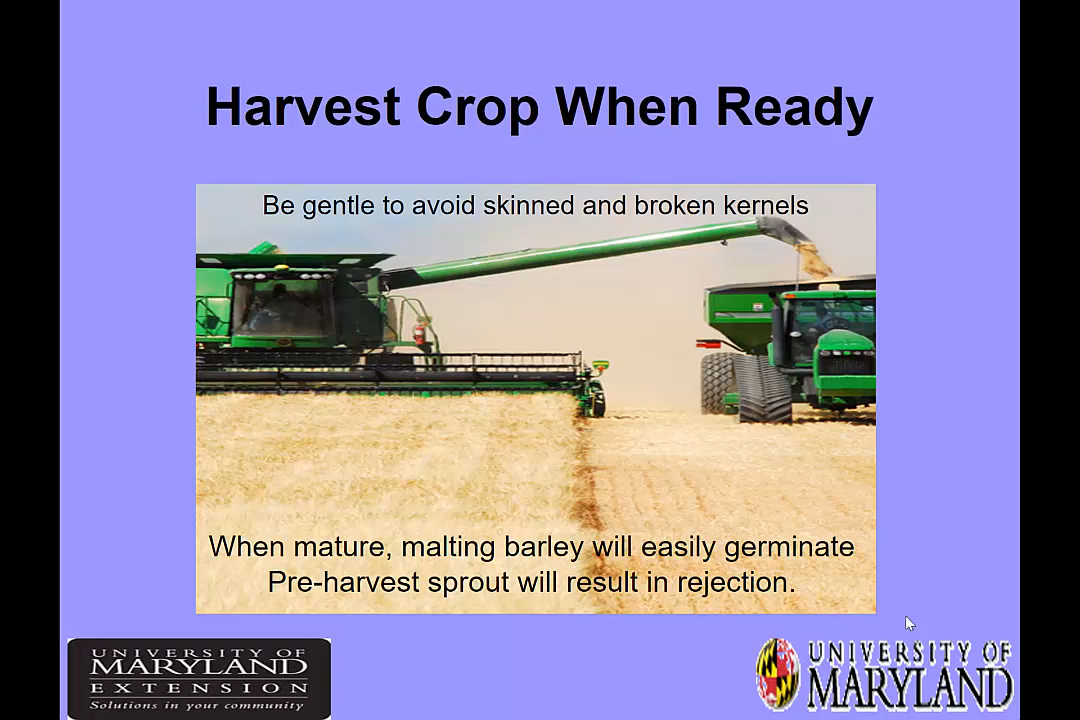 Harvest Crop When Ready
Be gentle to avoid skinned and broken kernels
When mature, malting barley will easily germinate
Pre-harvest sprout will result in rejection.
UNIVERSITY OF
MARYLAND
EXTENSION
Solutions in your community
UNIVERSITY OF
MARYLAND